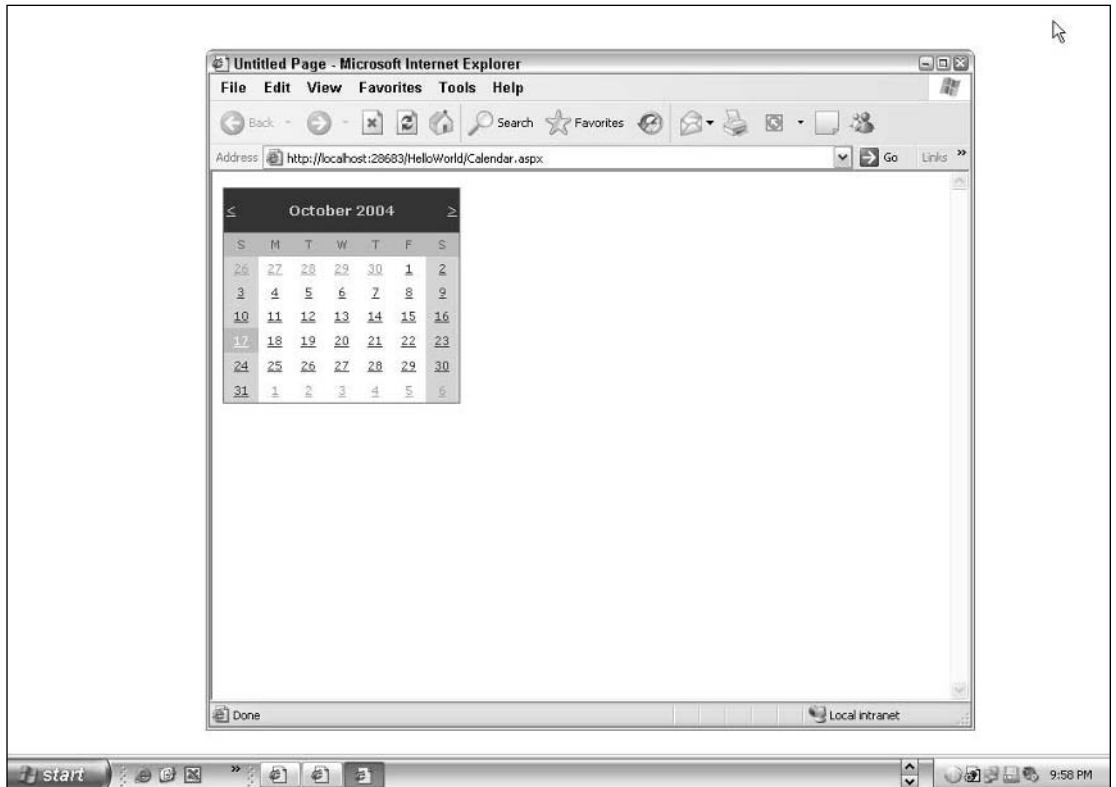 Untitled Page - Microsoft Internet Explorer
File Edit View Favorites Tools Help
Back Search Favorites
Address http://localhost:28683/HelloWorld/Calendar.aspx Go Links »
< October 2004 >
S M T W T F S
26 27 28 29 30 1 2
3 4 5 6 7 8 9
10 11 12 13 14 15 16
17 18 19 20 21 22 23
24 25 26 27 28 29 30
31 1 2 3 4 5 6
Done Local intranet
start » 9:58 PM